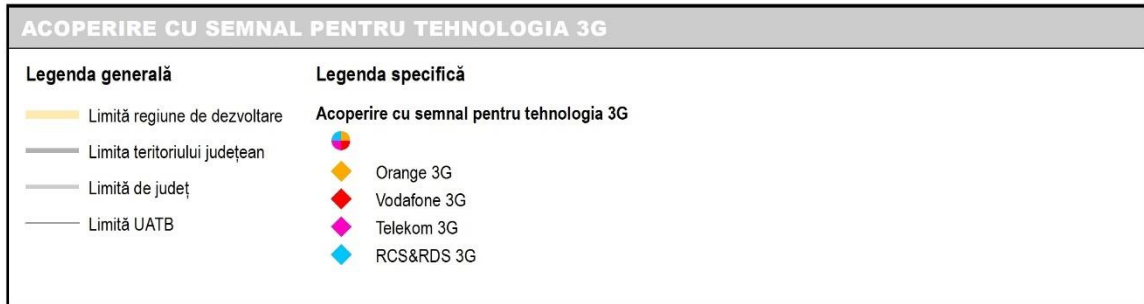 ACOPERIRE CU SEMNAL PENTRU TEHNOLOGIA 3G
Legenda generală
Limită regiune de dezvoltare
Limita teritoriului județean
Limită de județ
Limită UATB
Legenda specifică
Acoperire cu semnal pentru tehnologia 3G
Orange 3G
Vodafone 3G
Telekom 3G
RCS&RDS 3G